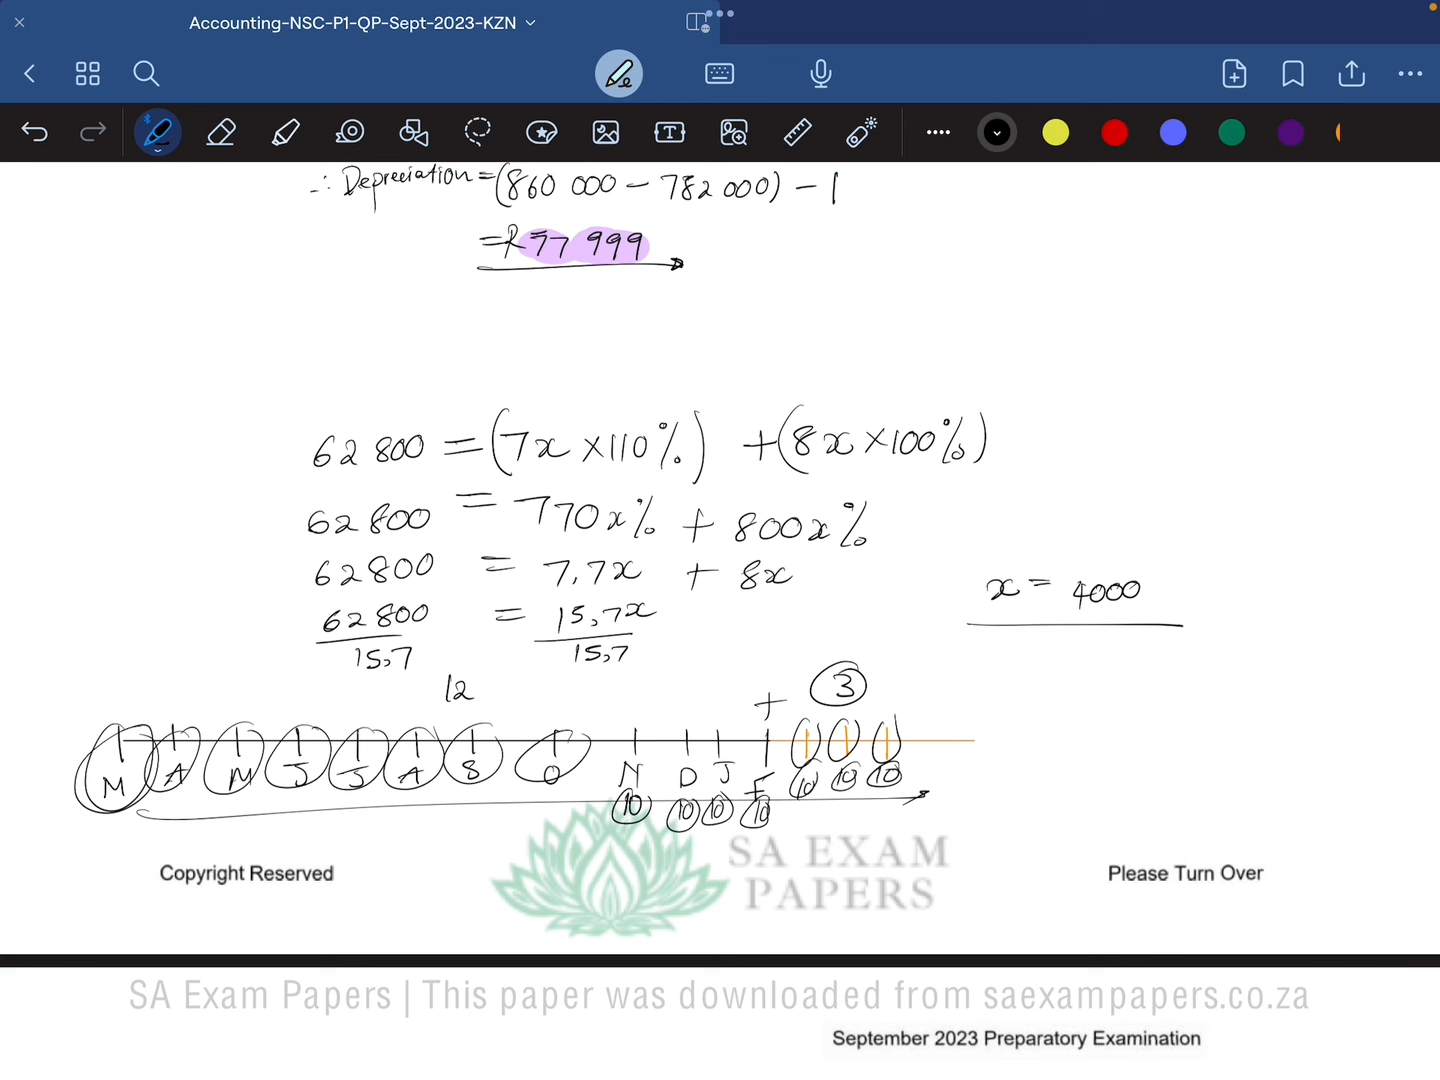 Accounting-NSC-P1-QP-Sept-2023-KZN
∴ Depreciation = (860 000 - 782 000) - 1
= R 77 999
62 800 = (7x × 110%) + (8x × 100%)
62 800 = 770x% + 800x%
62 800 = 7,7x + 8x
x = 4000
62 800 = 15,7x
15,7 15,7
12 + 3
M A M J J A S O N D J F 10 10 10
10 10 10 10
SA EXAM
PAPERS
Copyright Reserved Please Turn Over
SA Exam Papers | This paper was downloaded from saexampapers.co.za
September 2023 Preparatory Examination